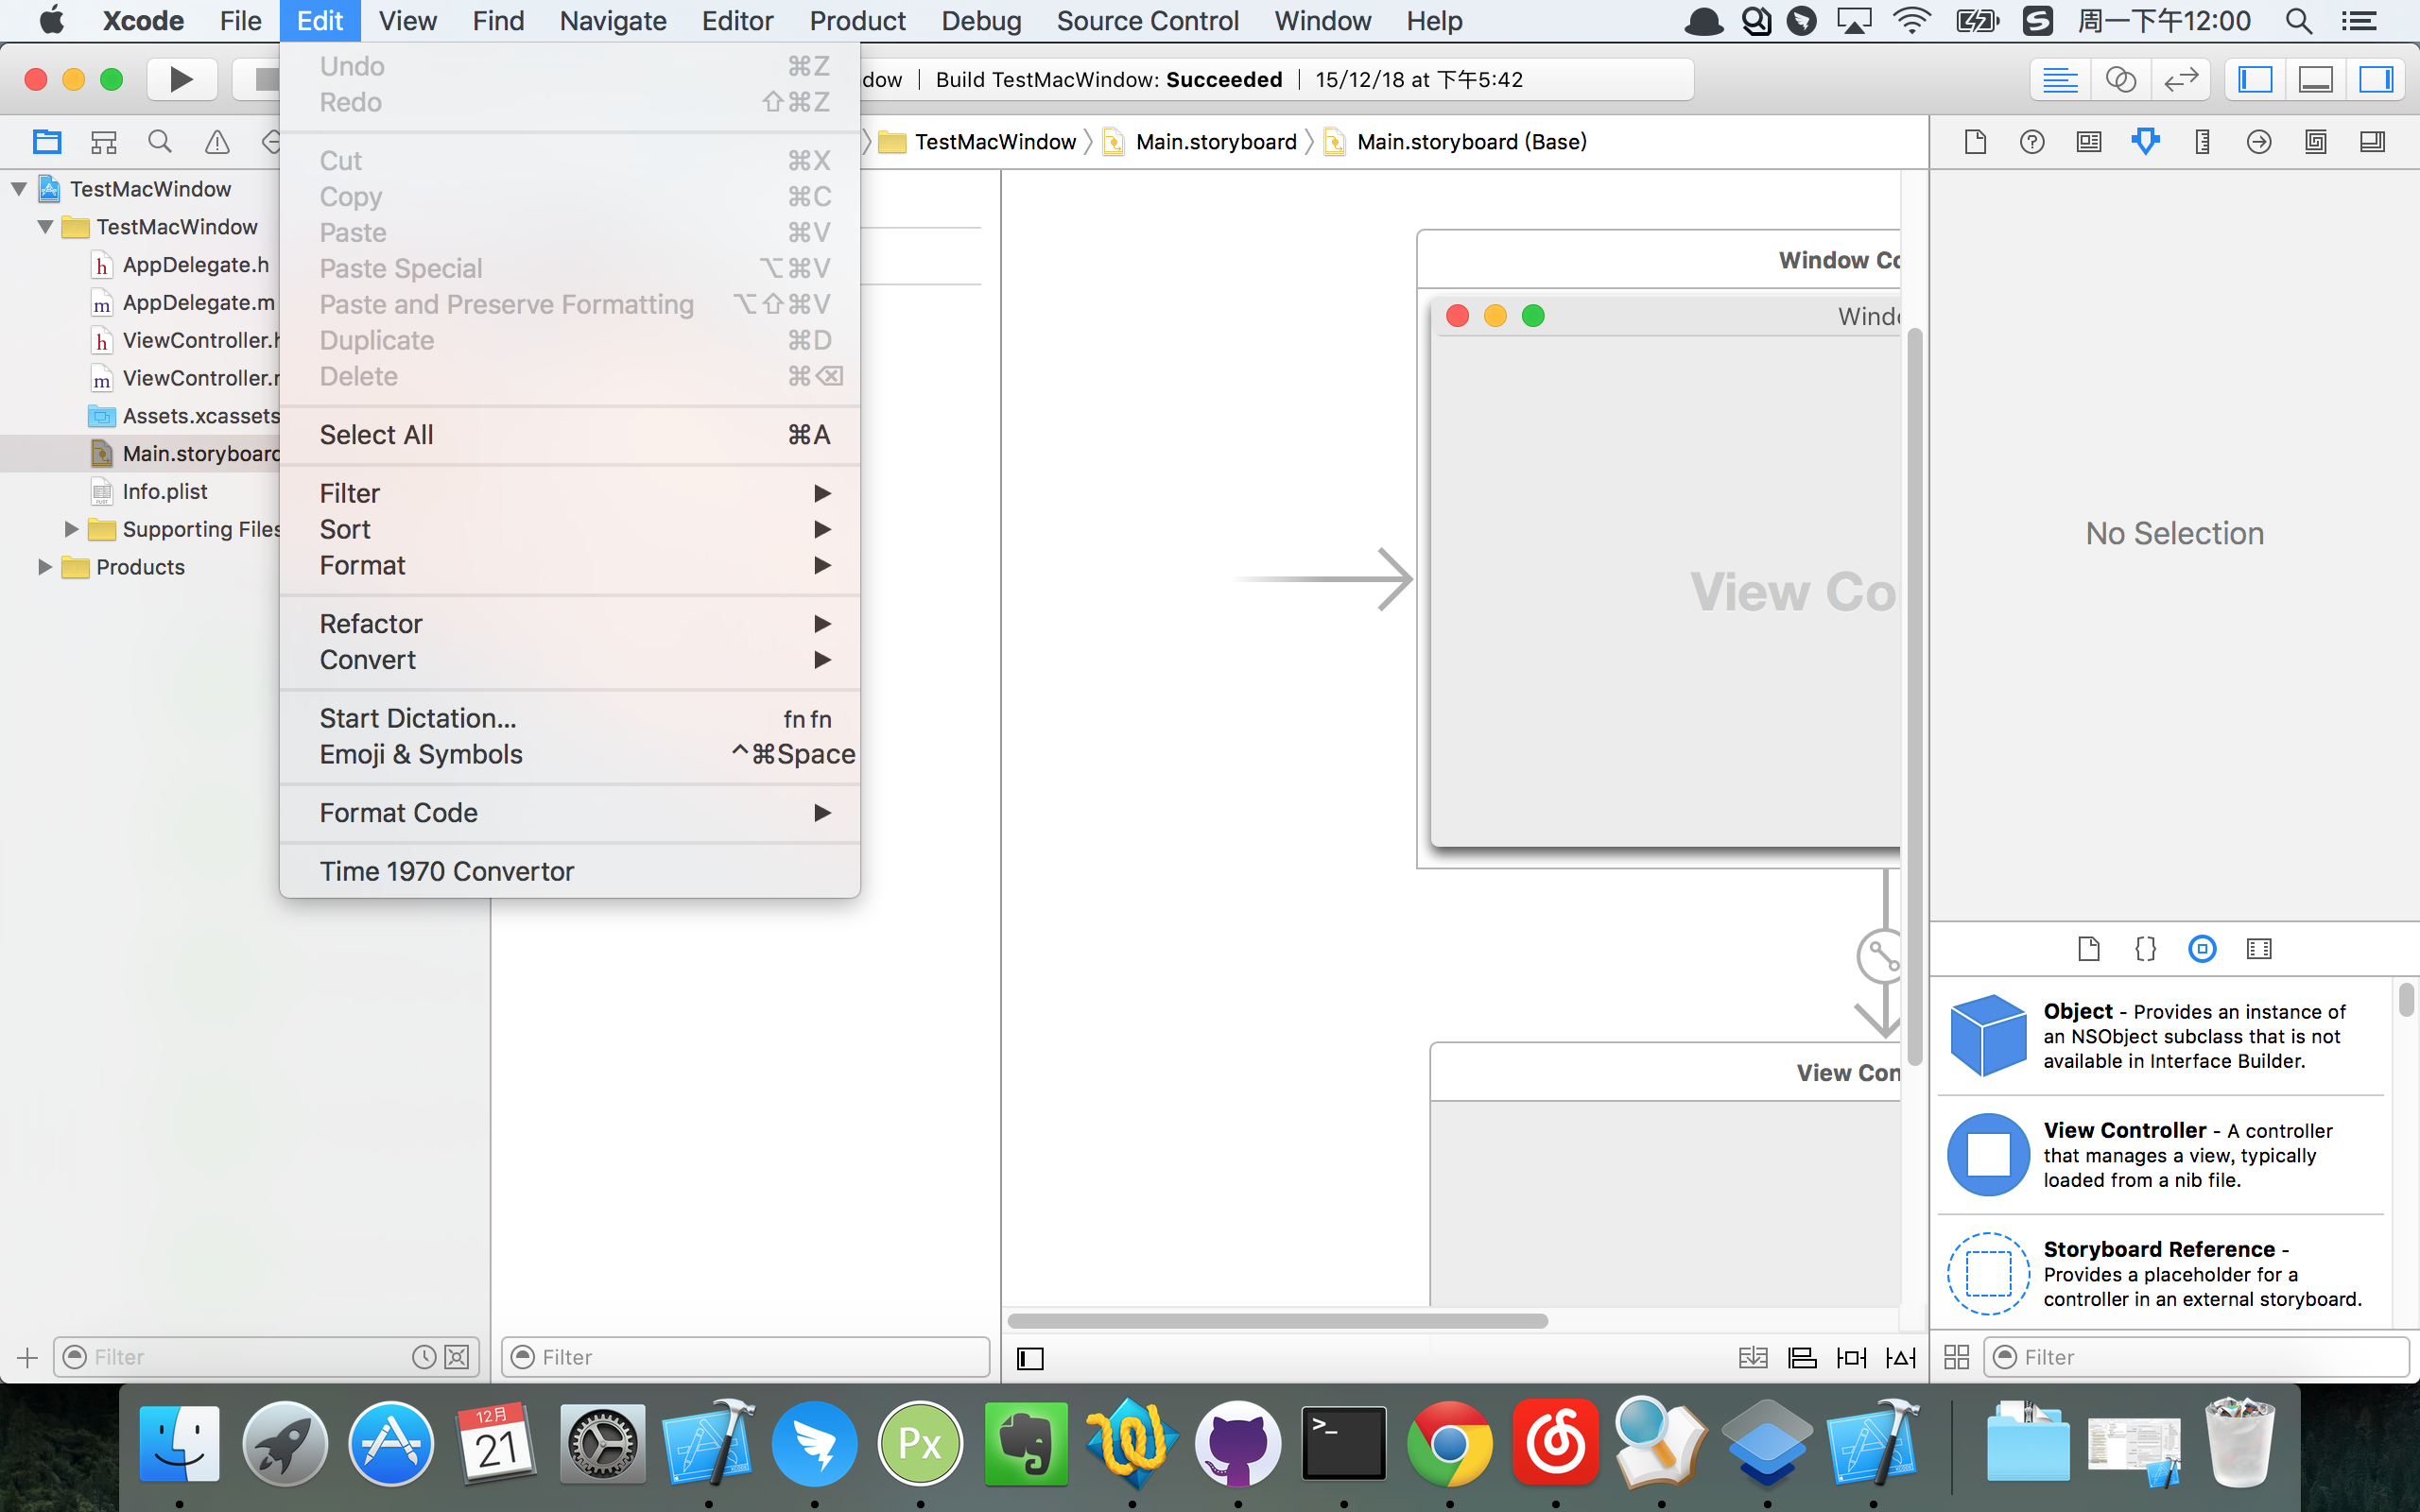 Xcode File Edit View Find Navigate Editor Product Debug Source Control Window Help 周一下午12:00
dow | Build TestMacWindow: Succeeded | 15/12/18 at 下午5:42
TestMacWindow Main.storyboard Main.storyboard (Base)
Undo ⌘Z
Redo ⇧⌘Z
Cut ⌘X
Copy ⌘C
Paste ⌘V
Paste Special ⌥⌘V
Paste and Preserve Formatting ⌥⇧⌘V
Duplicate ⌘D
Delete ⌘⌫
Select All ⌘A
Filter
Sort
Format
Refactor
Convert
Start Dictation... fn fn
Emoji & Symbols ^⌘Space
Format Code
Time 1970 Convertor
TestMacWindow
TestMacWindow
h AppDelegate.h
m AppDelegate.m
h ViewController.h
m ViewController.
Assets.xcassets
Main.storyboard
Info.plist
Supporting Files
Products
Filter
Filter
Window Co
Windo
View Co
View Con
No Selection
Object - Provides an instance of
an NSObject subclass that is not
available in Interface Builder.
View Controller - A controller
that manages a view, typically
loaded from a nib file.
Storyboard Reference -
Provides a placeholder for a
controller in an external storyboard.
Filter
12月
21
Px
>_